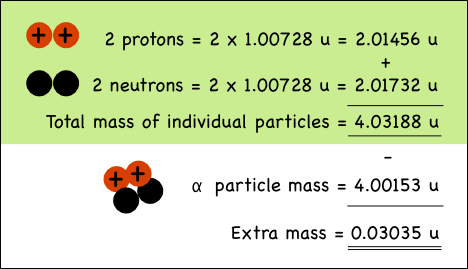 + + 2 protons = 2 x 1.00728 u = 2.01456 u
+
2 neutrons = 2 x 1.00728 u = 2.01732 u
Total mass of individual particles = 4.03188 u
-
+ + α particle mass = 4.00153 u
Extra mass = 0.03035 u